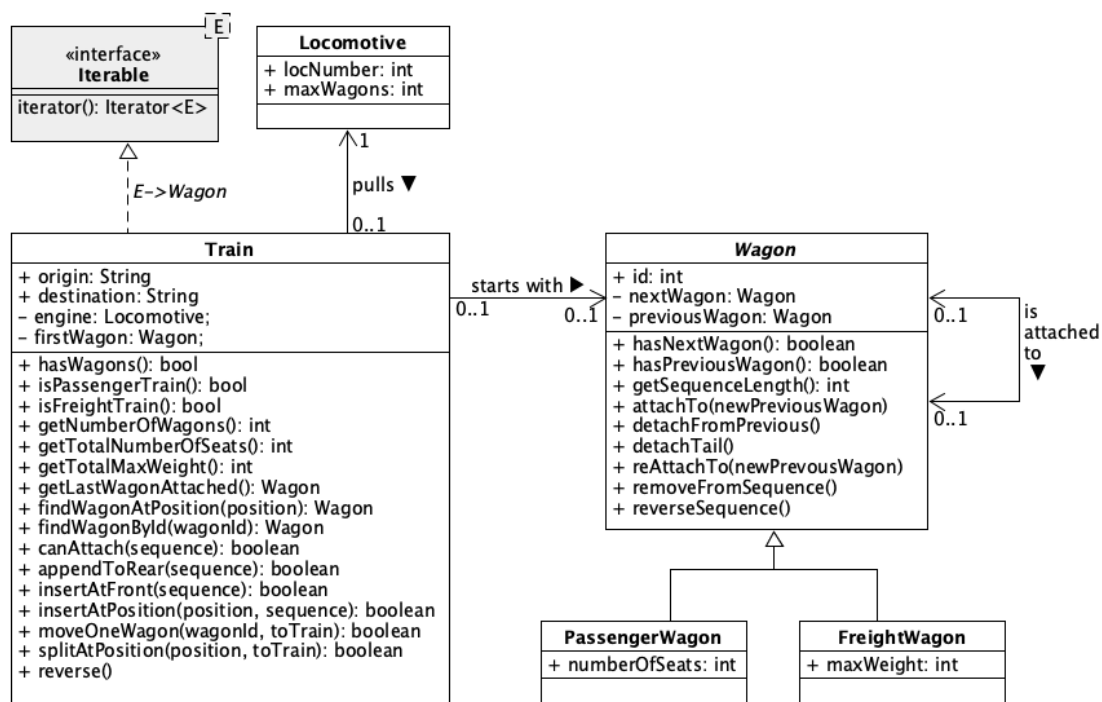 E
«interface»
Iterable
iterator(): Iterator<E>
Locomotive
+ locNumber: int
+ maxWagons: int
1
pulls ▼
0..1
E->Wagon
Train
+ origin: String
+ destination: String
- engine: Locomotive;
- firstWagon: Wagon;
+ hasWagons(): bool
+ isPassengerTrain(): bool
+ isFreightTrain(): bool
+ getNumberOfWagons(): int
+ getTotalNumberOfSeats(): int
+ getTotalMaxWeight(): int
+ getLastWagonAttached(): Wagon
+ findWagonAtPosition(position): Wagon
+ findWagonById(wagonId): Wagon
+ canAttach(sequence): boolean
+ appendToRear(sequence): boolean
+ insertAtFront(sequence): boolean
+ insertAtPosition(position, sequence): boolean
+ moveOneWagon(wagonId, toTrain): boolean
+ splitAtPosition(position, toTrain): boolean
+ reverse()
starts with ▶
0..1
0..1
Wagon
+ id: int
- nextWagon: Wagon
- previousWagon: Wagon
+ hasNextWagon(): boolean
+ hasPreviousWagon(): boolean
+ getSequenceLength(): int
+ attachTo(newPreviousWagon)
+ detachFromPrevious()
+ detachTail()
+ reAttachTo(newPrevousWagon)
+ removeFromSequence()
+ reverseSequence()
0..1
is
attached
to
▼
0..1
PassengerWagon
+ numberOfSeats: int
FreightWagon
+ maxWeight: int